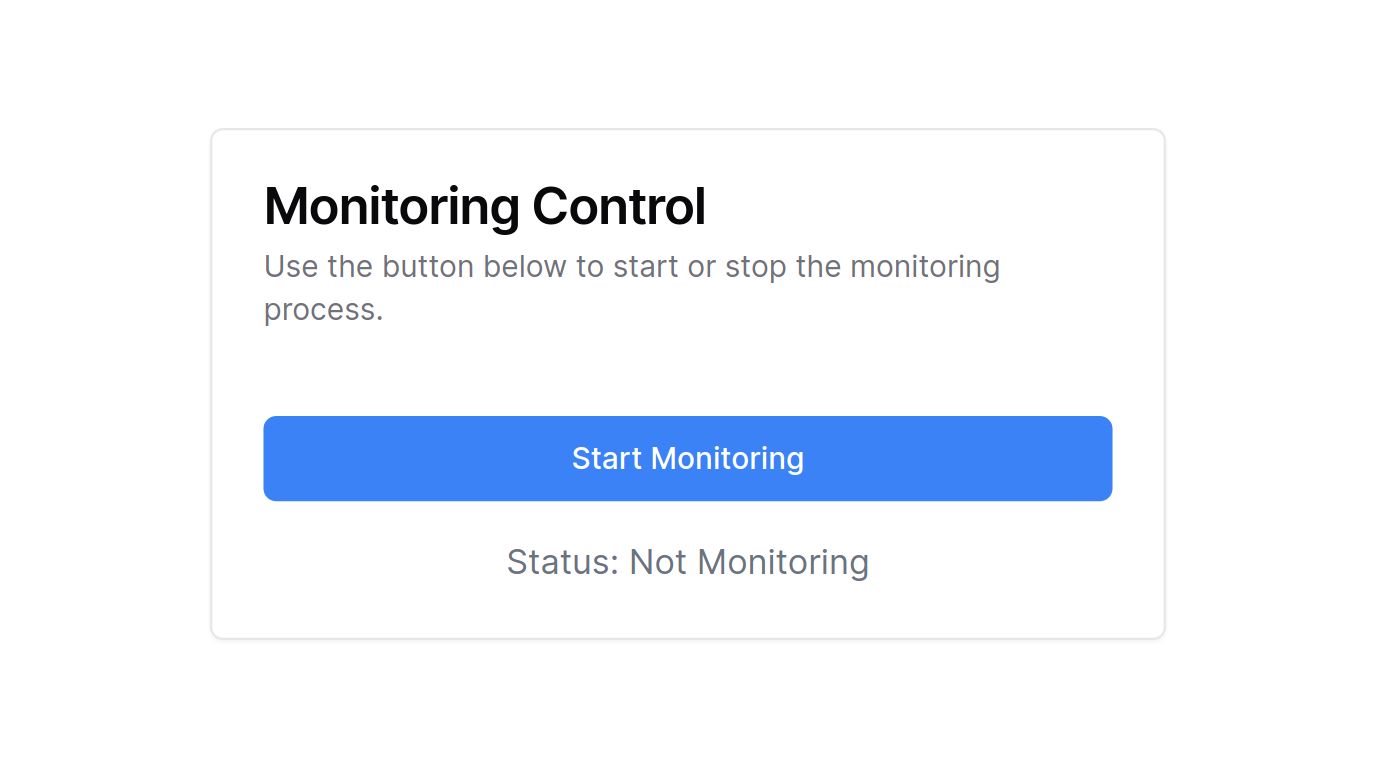 Monitoring Control
Use the button below to start or stop the monitoring
process.
Start Monitoring
Status: Not Monitoring